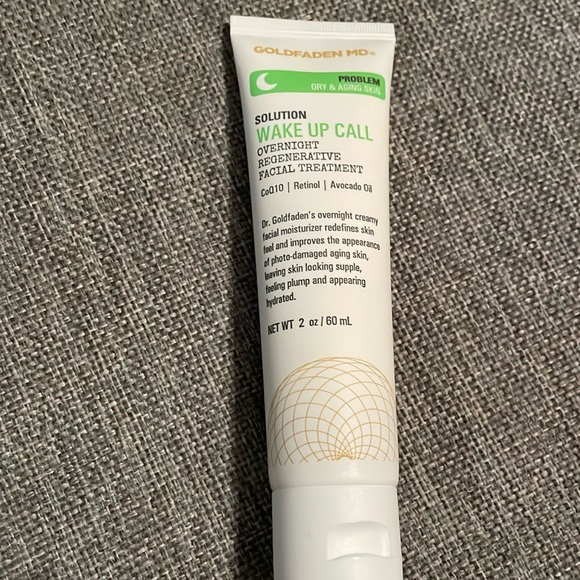 GOLDFADEN MD®
PROBLEM
DRY & AGING SKIN
SOLUTION
WAKE UP CALL
OVERNIGHT
REGENERATIVE
FACIAL TREATMENT
CoQ10 | Retinol | Avocado Oil
Dr. Goldfaden's overnight creamy
facial moisturizer redefines skin
feel and improves the appearance
of photo-damaged aging skin,
leaving skin looking supple,
feeling plump and appearing
hydrated.
NET WT 2 oz / 60 mL